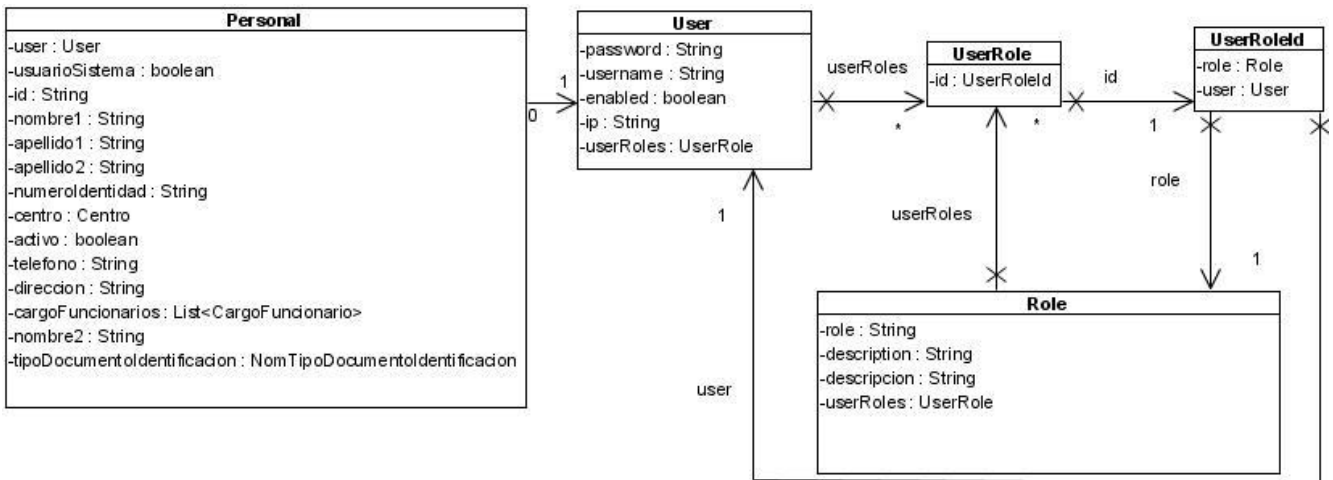 Personal
-user : User
-usuarioSistema : boolean
-id : String
-nombre1 : String
-apellido1 : String
-apellido2 : String
-numeroIdentidad : String
-centro : Centro
-activo : boolean
-telefono : String
-direccion : String
-cargoFuncionarios : List<CargoFuncionario>
-nombre2 : String
-tipoDocumentoIdentificacion : NomTipoDocumentoIdentificacion
0
1
User
-password : String
-username : String
-enabled : boolean
-ip : String
-userRoles : UserRole
userRoles
*
UserRole
-id : UserRoleId
*
id
1
UserRoleId
-role : Role
-user : User
role
1
userRoles
1
user
Role
-role : String
-description : String
-descripcion : String
-userRoles : UserRole